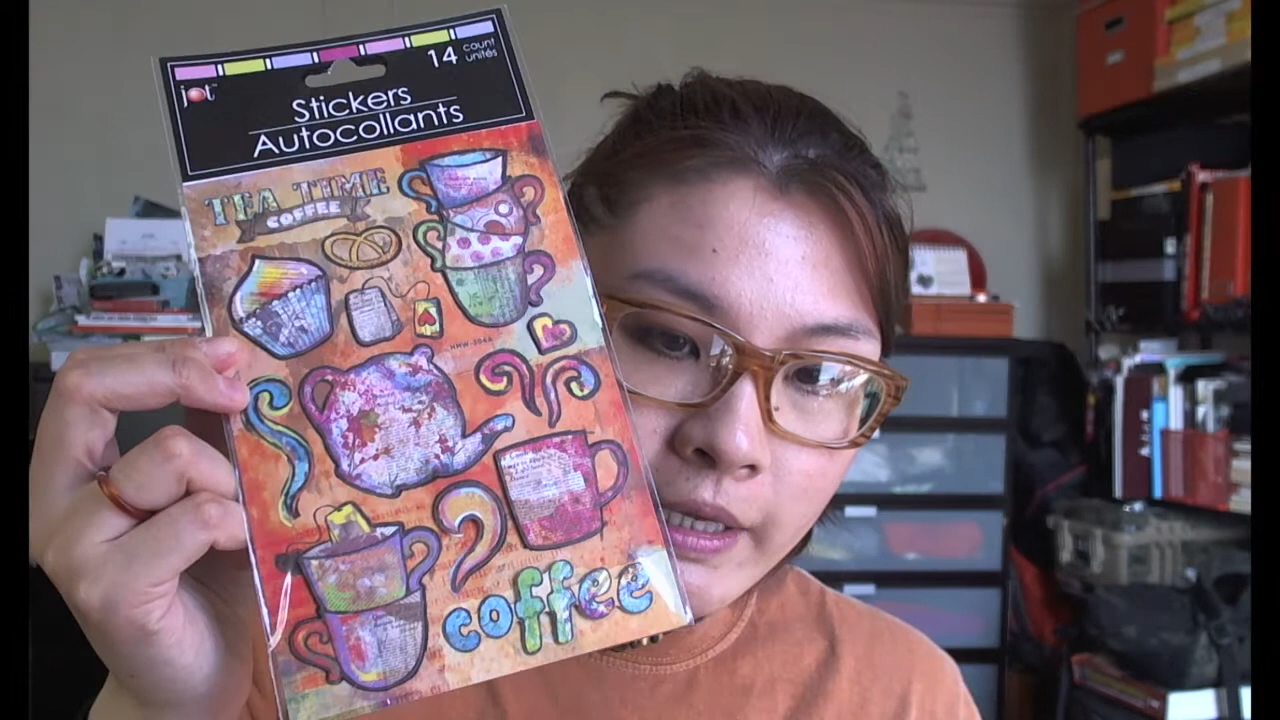 14 count
unités
jot
Stickers
Autocollants
TEA TIME
COFFEE
coffee